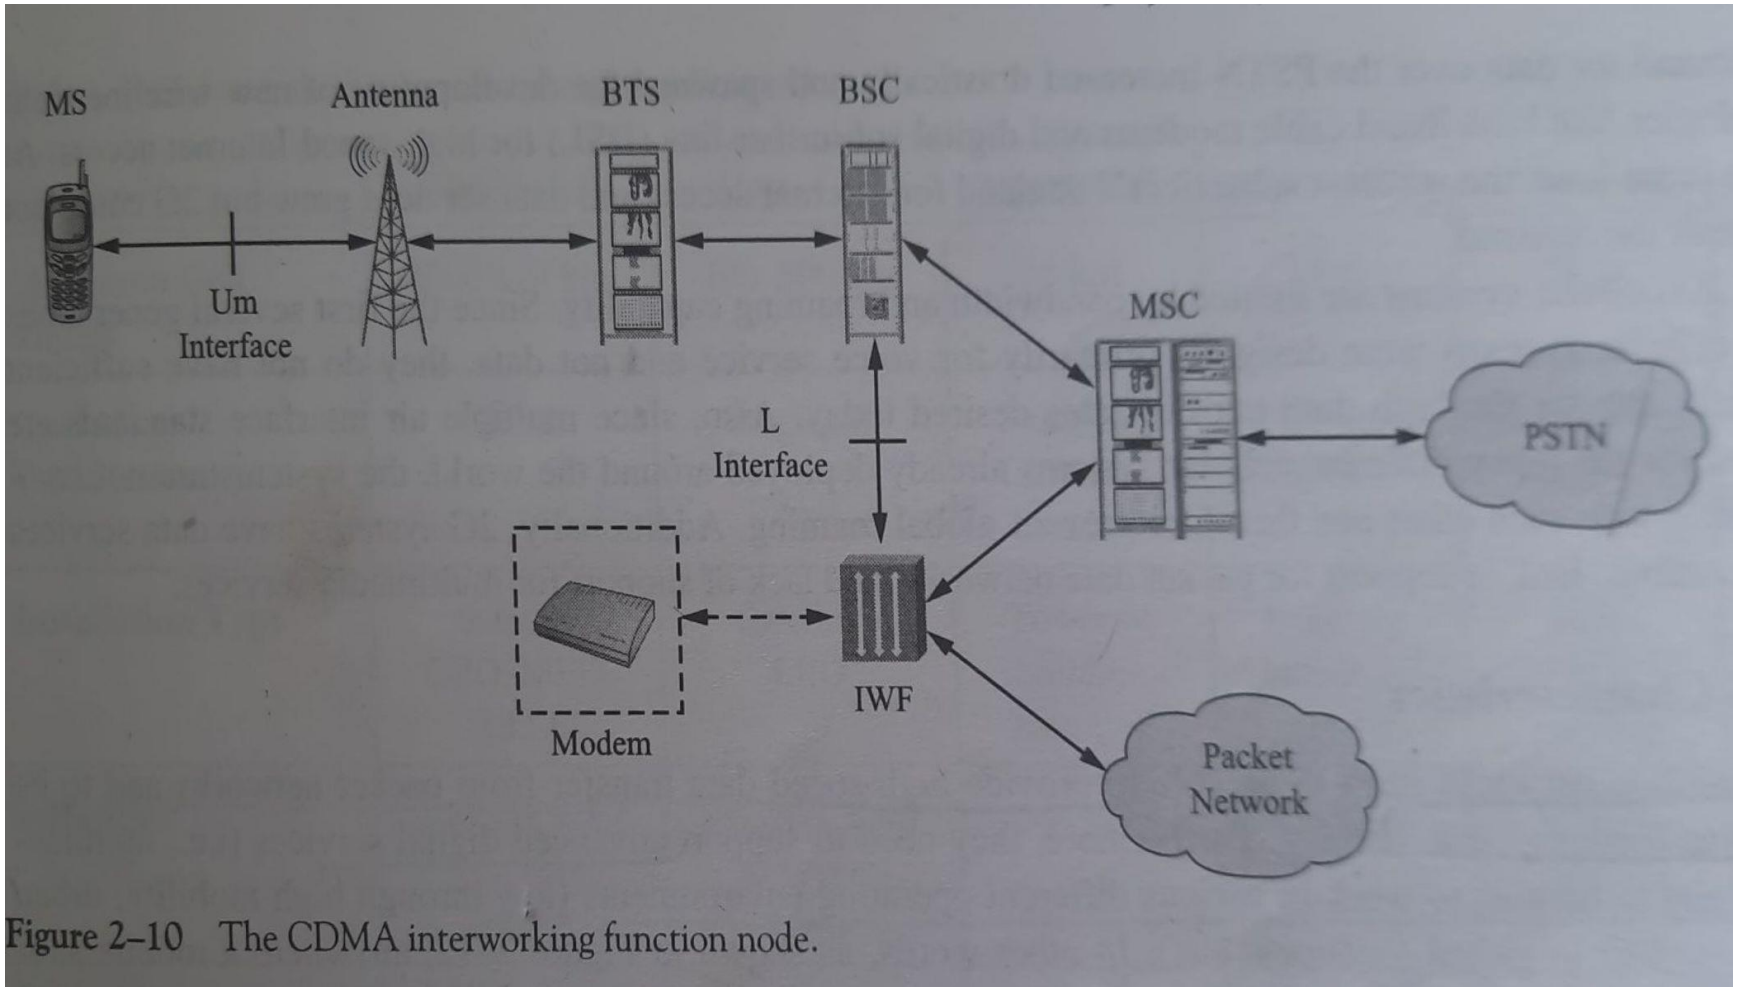 MS
Antenna
BTS
BSC
Um
Interface
MSC
L
Interface
PSTN
IWF
Modem
Packet
Network
Figure 2–10 The CDMA interworking function node.